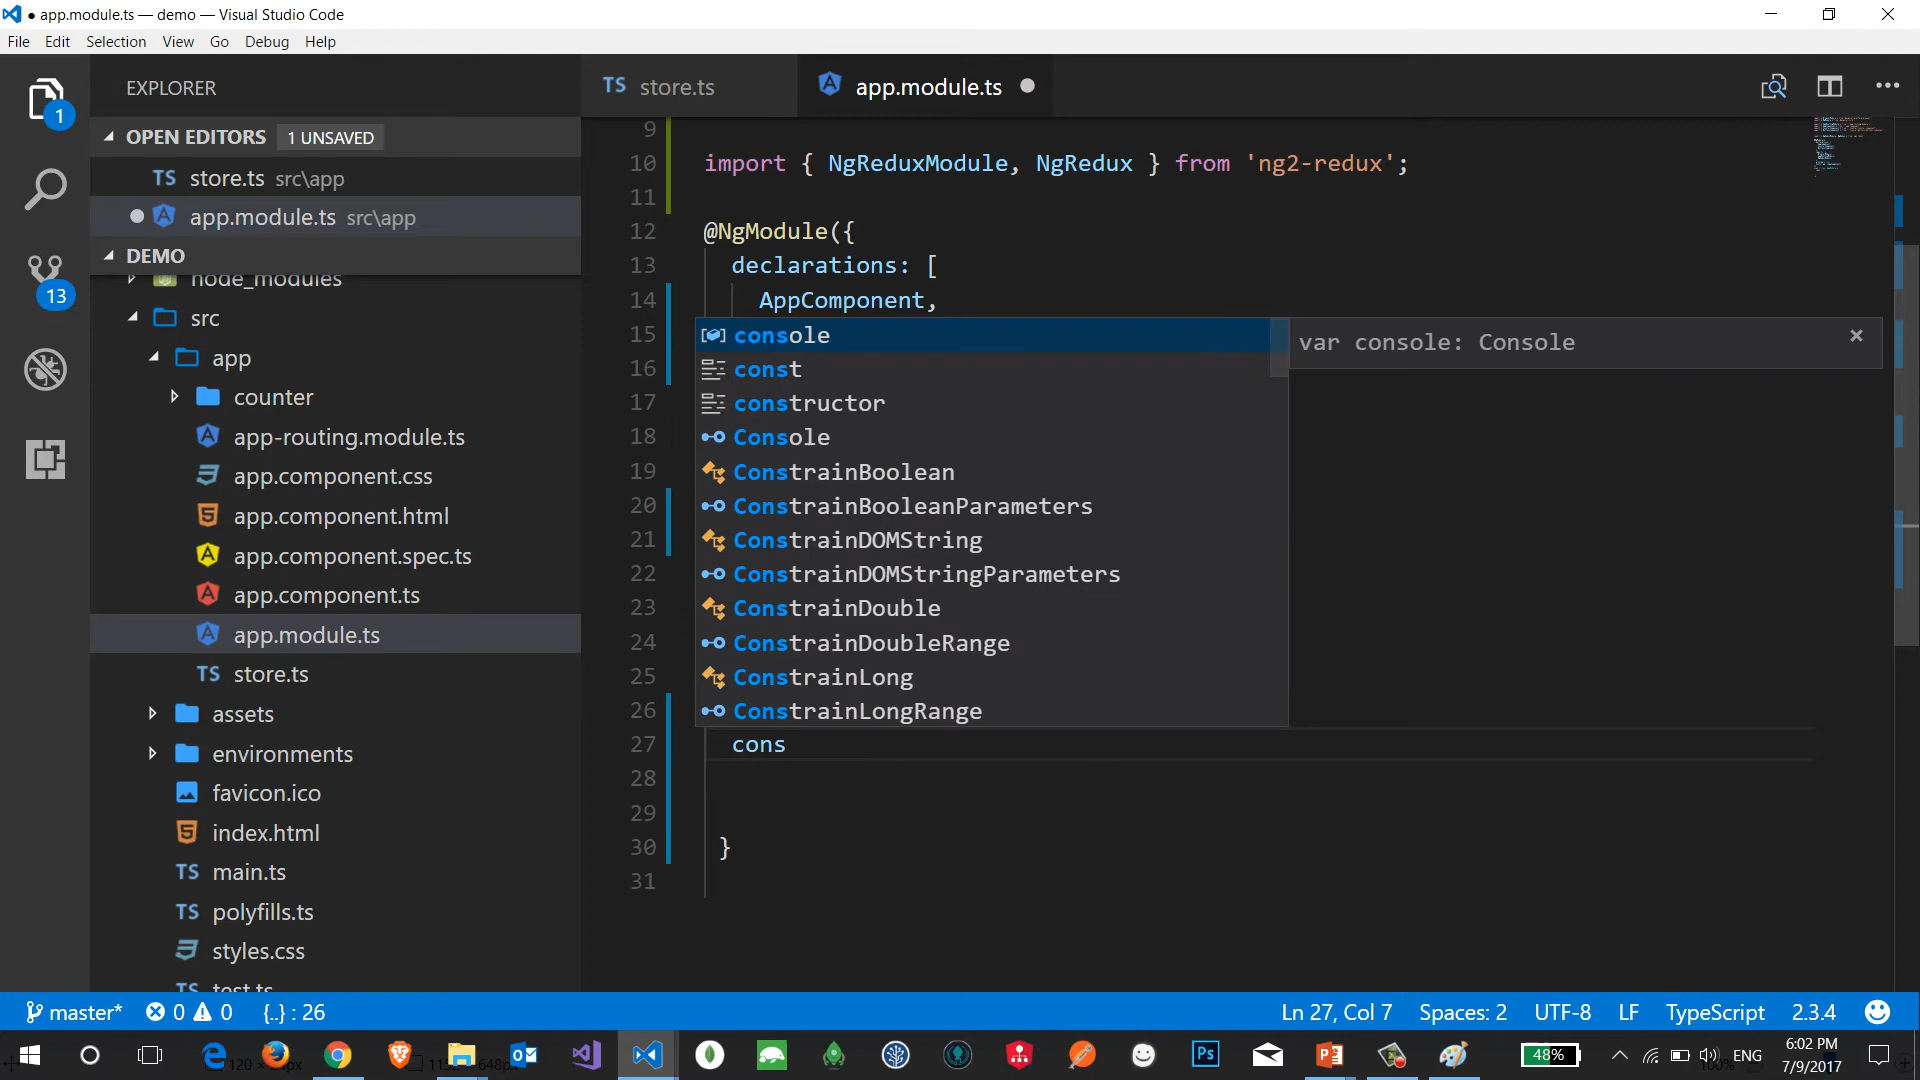 ● app.module.ts — demo — Visual Studio Code
File Edit Selection View Go Debug Help
EXPLORER
1
OPEN EDITORS 1 UNSAVED
TS store.ts src\app
● app.module.ts src\app
DEMO
node_modules
src
app
counter
app-routing.module.ts
app.component.css
app.component.html
app.component.spec.ts
app.component.ts
app.module.ts
TS store.ts
assets
environments
favicon.ico
index.html
TS main.ts
TS polyfills.ts
styles.css
TS test.ts
13
TS store.ts app.module.ts ●
9
10 import { NgReduxModule, NgRedux } from 'ng2-redux';
11
12 @NgModule({
13 declarations: [
14 AppComponent,
15
16
17
18
19
20
21
22
23
24
25
26
27 cons
28
29
30 }
31
console
const
constructor
Console
ConstrainBoolean
ConstrainBooleanParameters
ConstrainDOMString
ConstrainDOMStringParameters
ConstrainDouble
ConstrainDoubleRange
ConstrainLong
ConstrainLongRange
var console: Console
master* 0 0 {..} : 26 Ln 27, Col 7 Spaces: 2 UTF-8 LF TypeScript 2.3.4
Ps
48% ENG
6:02 PM
7/9/2017